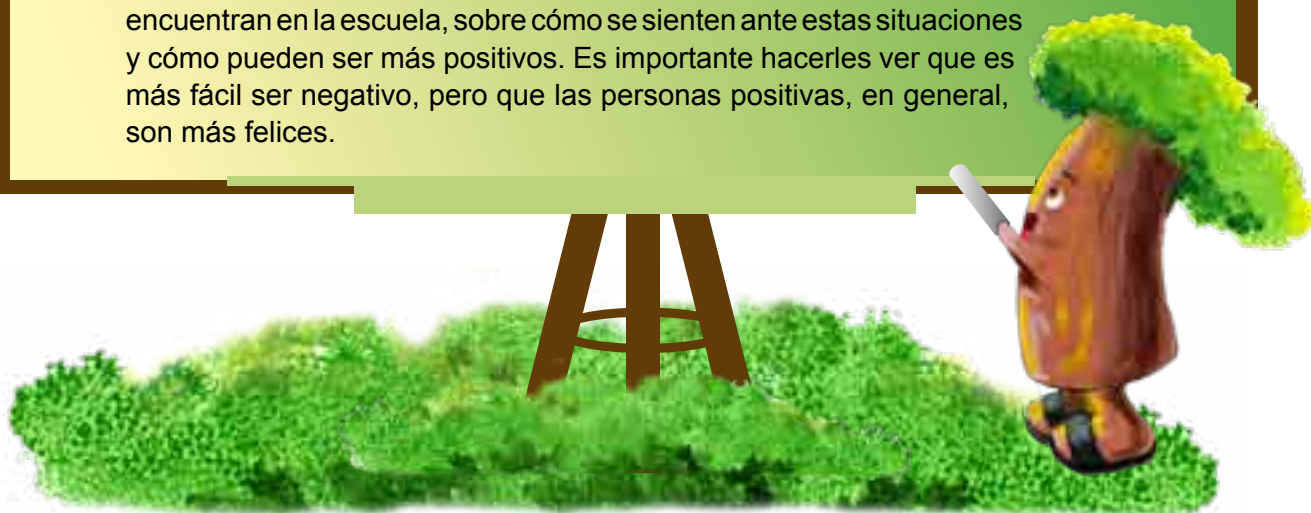 encuentran en la escuela, sobre cómo se sienten ante estas situaciones
y cómo pueden ser más positivos. Es importante hacerles ver que es
más fácil ser negativo, pero que las personas positivas, en general,
son más felices.